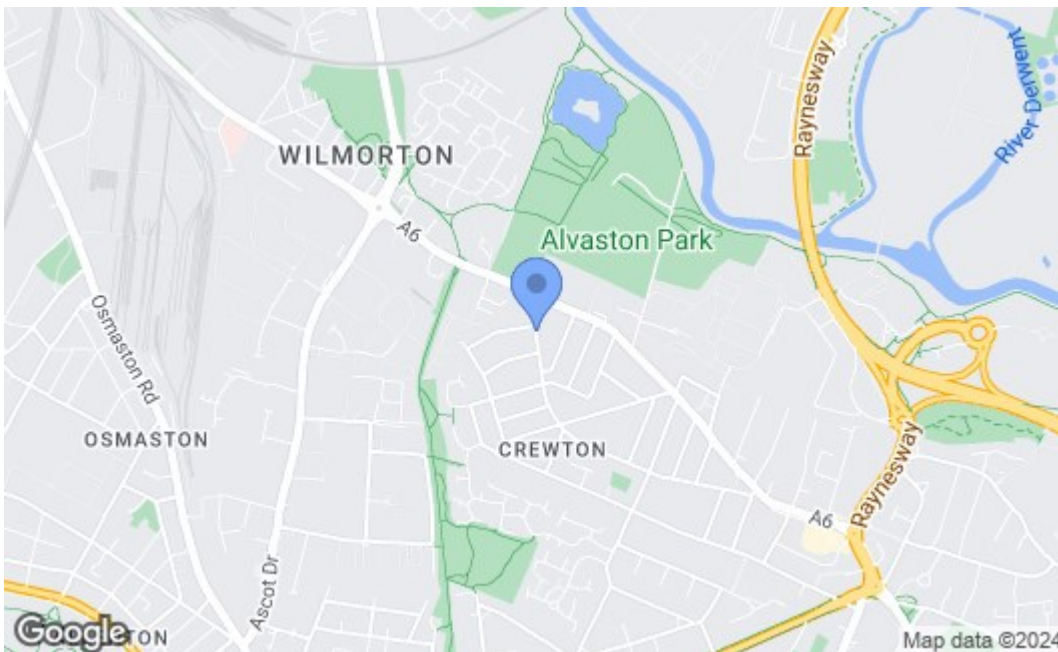 Raynesway
River Derwent
WILMORTON
A6
Alvaston Park
Osmaston Rd
OSMASTON
CREWTON
Raynesway
A6
Ascot Dr
Google
Map data ©2024